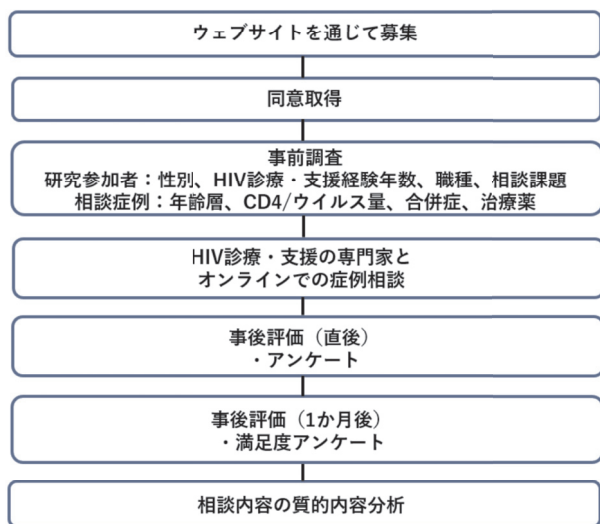 ウェブサイトを通じて募集
同意取得
事前調査
研究参加者：性別、HIV診療・支援経験年数、職種、相談課題
相談症例：年齢層、CD4/ウイルス量、合併症、治療薬
HIV診療・支援の専門家と
オンラインでの症例相談
事後評価（直後）
・アンケート
事後評価（1か月後）
・満足度アンケート
相談内容の質的内容分析